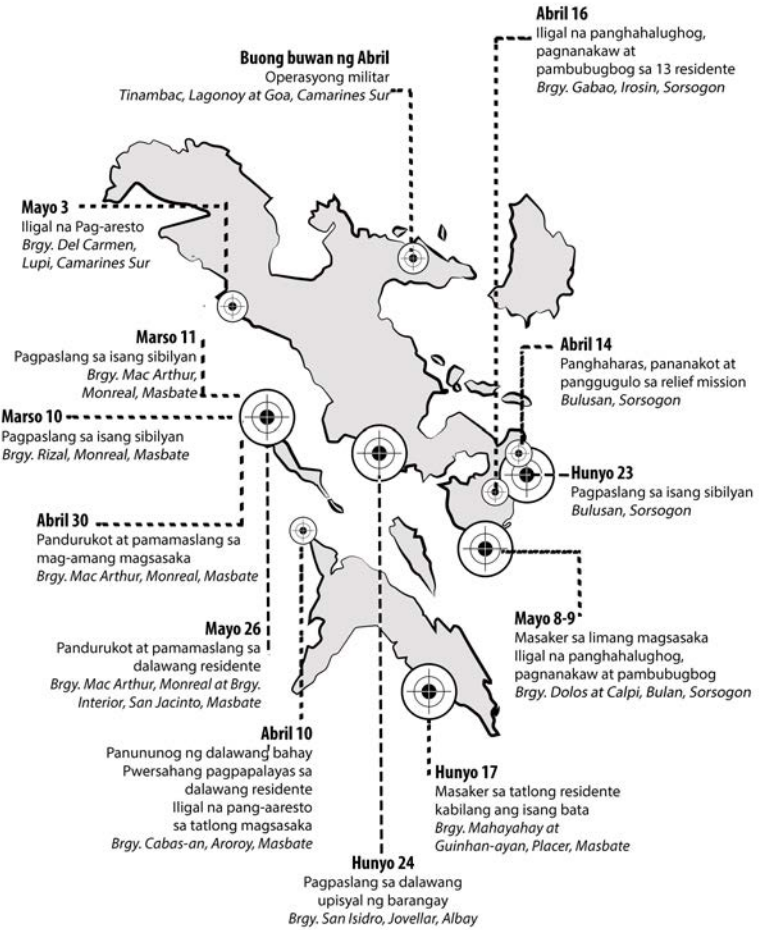 Abril 16
Iligal na panghahalughog,
pagnanakaw at
pambubugbog sa 13 residente
Brgy. Gabao, Irosin, Sorsogon
Buong buwan ng Abril
Operasyong militar
Tinambac, Lagonoy at Goa, Camarines Sur
Mayo 3
Iligal na Pag-aresto
Brgy. Del Carmen,
Lupi, Camarines Sur
Marso 11
Pagpaslang sa isang sibilyan
Brgy. Mac Arthur,
Monreal, Masbate
Abril 14
Panghaharas, pananakot at
panggugulo sa relief mission
Bulusan, Sorsogon
Marso 10
Pagpaslang sa isang sibilyan
Brgy. Rizal, Monreal, Masbate
Hunyo 23
Pagpaslang sa isang sibilyan
Bulusan, Sorsogon
Abril 30
Pandurukot at pamamaslang sa
mag-amang magsasaka
Brgy. Mac Arthur, Monreal, Masbate
Mayo 8-9
Masaker sa limang magsasaka
Iligal na panghahalughog,
pagnanakaw at pambubugbog
Brgy. Dolos at Calpi, Bulan, Sorsogon
Mayo 26
Pandurukot at pamamaslang sa
dalawang residente
Brgy. Mac Arthur, Monreal at Brgy.
Interior, San Jacinto, Masbate
Abril 10
Panununog ng dalawang bahay
Pwersahang pagpapalayas sa
dalawang residente
Iligal na pang-aaresto
sa tatlong magsasaka
Brgy. Cabas-an, Aroroy, Masbate
Hunyo 17
Masaker sa tatlong residente
kabilang ang isang bata
Brgy. Mahayahay at
Guinhan-ayan, Placer, Masbate
Hunyo 24
Pagpaslang sa dalawang
upisyal ng barangay
Brgy. San Isidro, Jovellar, Albay